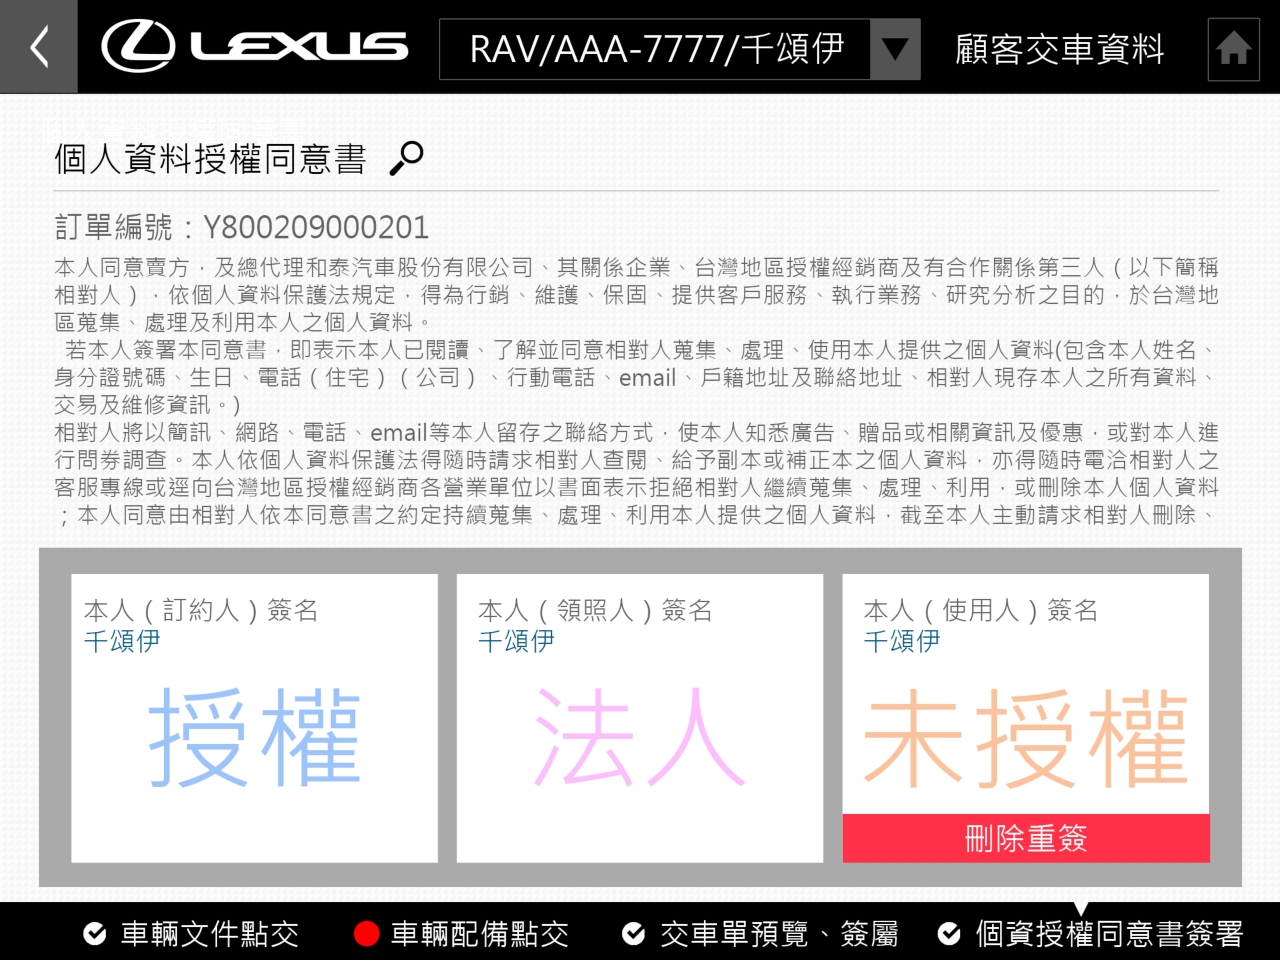 LEXUS
RAV/AAA-7777/千頌伊
顧客交車資料
個人資料授權同意書
訂單編號：Y800209000201
本人同意賣方，及總代理和泰汽車股份有限公司、其關係企業、台灣地區授權經銷商及有合作關係第三人（以下簡稱
相對人），依個人資料保護法規定，得為行銷、維護、保固、提供客戶服務、執行業務、研究分析之目的，於台灣地
區蒐集、處理及利用本人之個人資料。
若本人簽署本同意書，即表示本人已閱讀、了解並同意相對人蒐集、處理、使用本人提供之個人資料(包含本人姓名、
身分證號碼、生日、電話（住宅）（公司）、行動電話、email、戶籍地址及聯絡地址、相對人現存本人之所有資料、
交易及維修資訊。)
相對人將以簡訊、網路、電話、email等本人留存之聯絡方式，使本人知悉廣告、贈品或相關資訊及優惠，或對本人進
行問券調查。本人依個人資料保護法得隨時請求相對人查閱、給予副本或補正本之個人資料，亦得隨時電洽相對人之
客服專線或逕向台灣地區授權經銷商各營業單位以書面表示拒絕相對人繼續蒐集、處理、利用，或刪除本人個人資料
；本人同意由相對人依本同意書之約定持續蒐集、處理、利用本人提供之個人資料，截至本人主動請求相對人刪除、
本人（訂約人）簽名
千頌伊
授權
本人（領照人）簽名
千頌伊
法人
本人（使用人）簽名
千頌伊
未授權
刪除重簽
車輛文件點交
車輛配備點交
交車單預覽、簽屬
個資授權同意書簽署